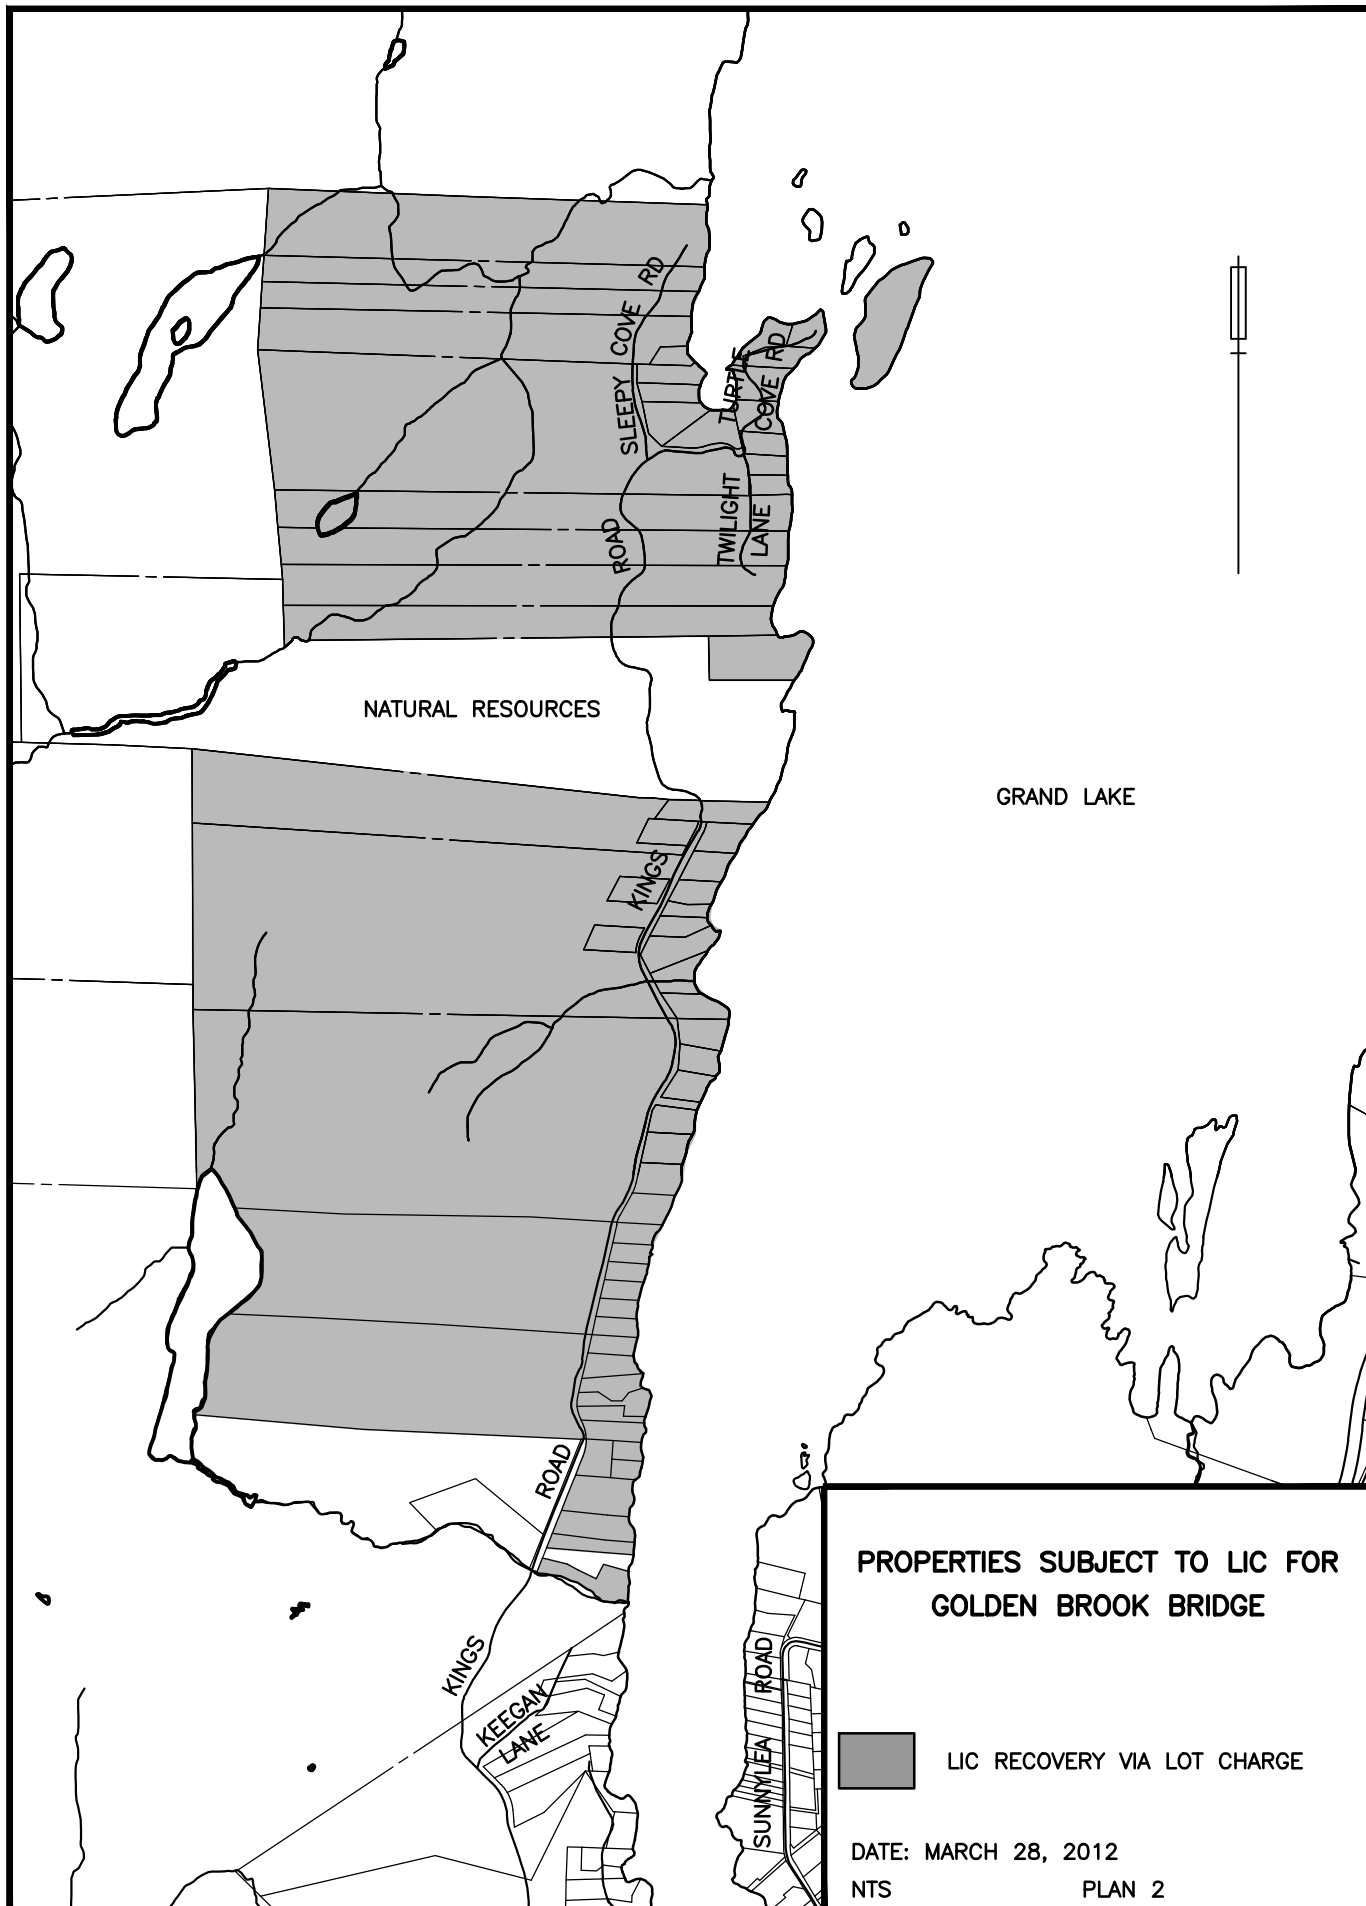 SLEEPY COVE RD
TURTLE
COVE RD
TWILIGHT
LANE
ROAD
NATURAL RESOURCES
GRAND LAKE
KINGS
ROAD
KINGS
KEEGAN
LANE
SUNNYLEA ROAD
PROPERTIES SUBJECT TO LIC FOR
GOLDEN BROOK BRIDGE
LIC RECOVERY VIA LOT CHARGE
DATE: MARCH 28, 2012
NTS PLAN 2